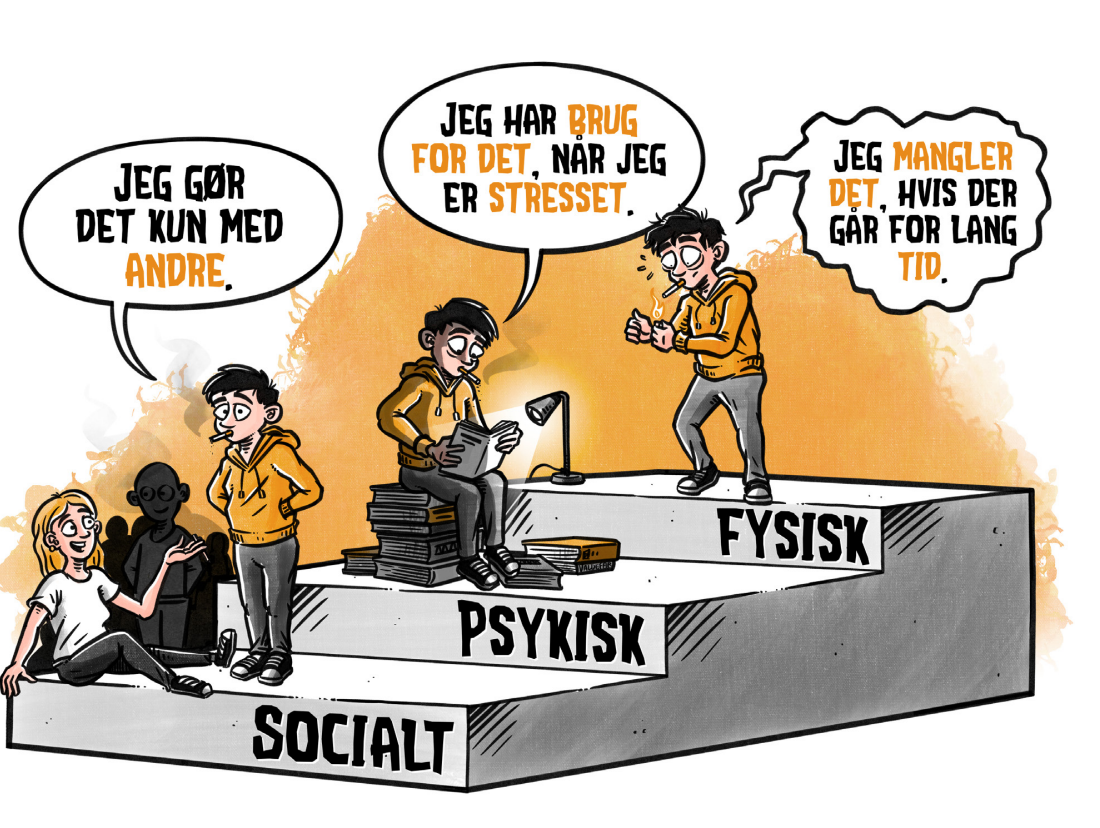 JEG GØR
DET KUN MED
ANDRE.
JEG HAR BRUG
FOR DET, NÅR JEG
ER STRESSET.
JEG MANGLER
DET, HVIS DER
GÅR FOR LANG
TID.
FYSISK
PSYKISK
SOCIALT